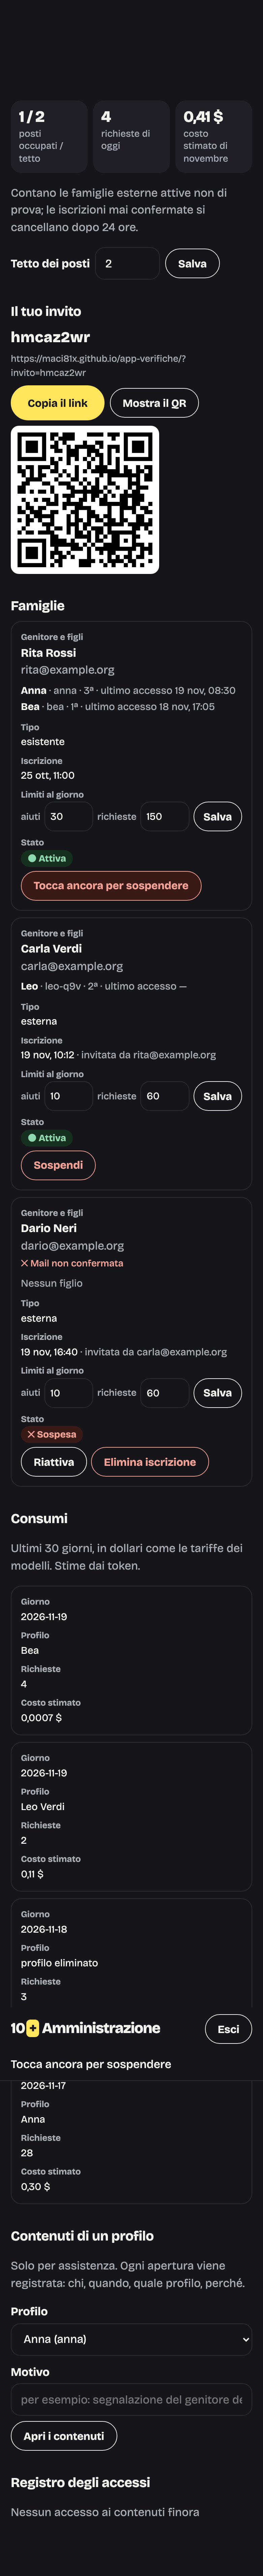 1 / 2
posti
occupati /
tetto
4
richieste di
oggi
0,41 $
costo
stimato di
novembre
Contano le famiglie esterne attive non di
prova; le iscrizioni mai confermate si
cancellano dopo 24 ore.
Tetto dei posti 2 Salva
Il tuo invito
hmcaz2wr
https://maci81x.github.io/app-verifiche/?
invito=hmcaz2wr
Copia il link Mostra il QR
Famiglie
Genitore e figli
Rita Rossi
rita@example.org
Anna · anna · 3ª · ultimo accesso 19 nov, 08:30
Bea · bea · 1ª · ultimo accesso 18 nov, 17:05
Tipo
esistente
Iscrizione
25 ott, 11:00
Limiti al giorno
aiuti 30 richieste 150 Salva
Stato
Attiva
Tocca ancora per sospendere
Genitore e figli
Carla Verdi
carla@example.org
Leo · leo-q9v · 2ª · ultimo accesso —
Tipo
esterna
Iscrizione
19 nov, 10:12 · invitata da rita@example.org
Limiti al giorno
aiuti 10 richieste 60 Salva
Stato
Attiva
Sospendi
Genitore e figli
Dario Neri
dario@example.org
✕ Mail non confermata
Nessun figlio
Tipo
esterna
Iscrizione
19 nov, 16:40 · invitata da carla@example.org
Limiti al giorno
aiuti 10 richieste 60 Salva
Stato
✕ Sospesa
Riattiva Elimina iscrizione
Consumi
Ultimi 30 giorni, in dollari come le tariffe dei
modelli. Stime dai token.
Giorno
2026-11-19
Profilo
Bea
Richieste
4
Costo stimato
0,0007 $
Giorno
2026-11-19
Profilo
Leo Verdi
Richieste
2
Costo stimato
0,11 $
Giorno
2026-11-18
Profilo
profilo eliminato
Richieste
3
10+ Amministrazione Esci
Tocca ancora per sospendere
2026-11-17
Profilo
Anna
Richieste
28
Costo stimato
0,30 $
Contenuti di un profilo
Solo per assistenza. Ogni apertura viene
registrata: chi, quando, quale profilo, perché.
Profilo
Anna (anna)
Motivo
per esempio: segnalazione del genitore de
Apri i contenuti
Registro degli accessi
Nessun accesso ai contenuti finora